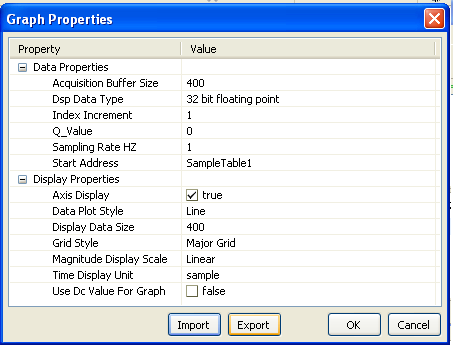 Graph Properties
Property Value
Data Properties
Acquisition Buffer Size 400
Dsp Data Type 32 bit floating point
Index Increment 1
Q_Value 0
Sampling Rate HZ 1
Start Address SampleTable1
Display Properties
Axis Display true
Data Plot Style Line
Display Data Size 400
Grid Style Major Grid
Magnitude Display Scale Linear
Time Display Unit sample
Use Dc Value For Graph false
Import Export OK Cancel